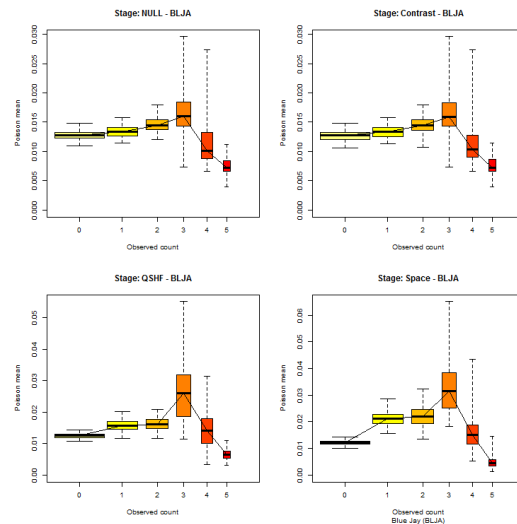 Stage: NULL - BLJA
Stage: Contrast - BLJA
Poisson mean
0.030
0.025
0.020
0.015
0.010
0.005
0.000
0 1 2 3 4 5
Observed count
Poisson mean
0.030
0.025
0.020
0.015
0.010
0.005
0.000
0 1 2 3 4 5
Observed count
Stage: QSHF - BLJA
Stage: Space - BLJA
Poisson mean
0.05
0.04
0.03
0.02
0.01
0.00
0 1 2 3 4 5
Observed count
Poisson mean
0.06
0.05
0.04
0.03
0.02
0.01
0.00
0 1 2 3 4 5
Observed count
Blue Jay (BLJA)